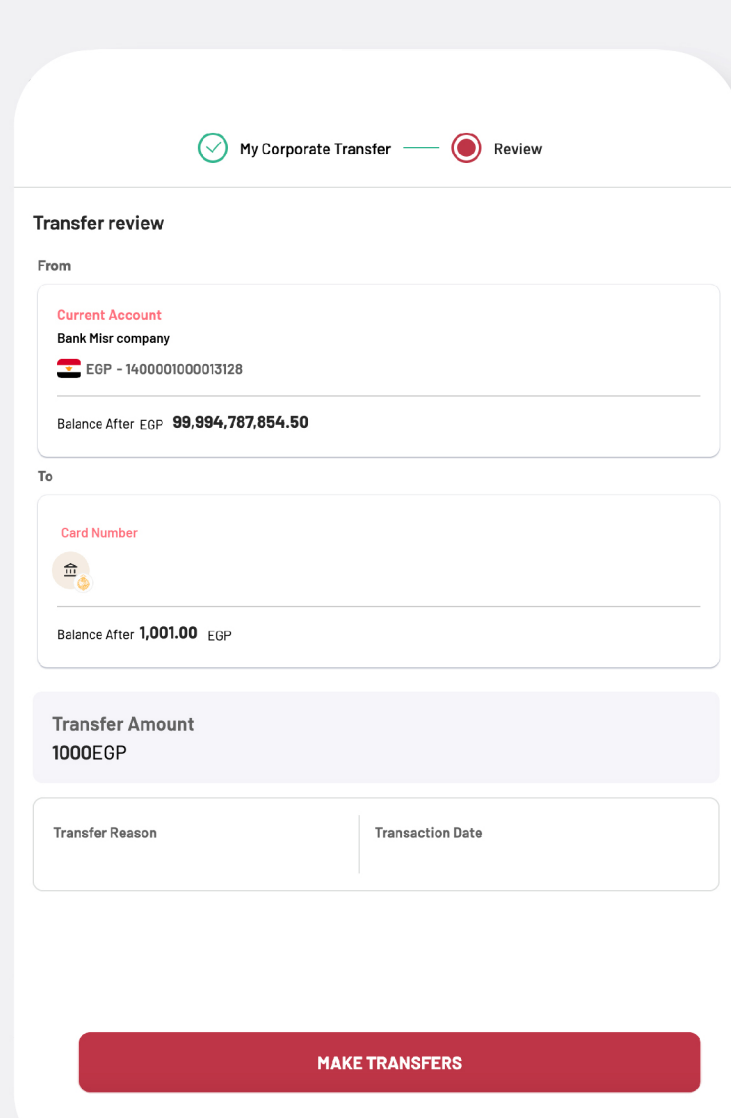 My Corporate Transfer
Review
Transfer review
From
Current Account
Bank Misr company
EGP - 1400001000013128
Balance After EGP 99,994,787,854.50
To
Card Number
Balance After 1,001.00 EGP
Transfer Amount
1000EGP
Transfer Reason
Transaction Date
MAKE TRANSFERS